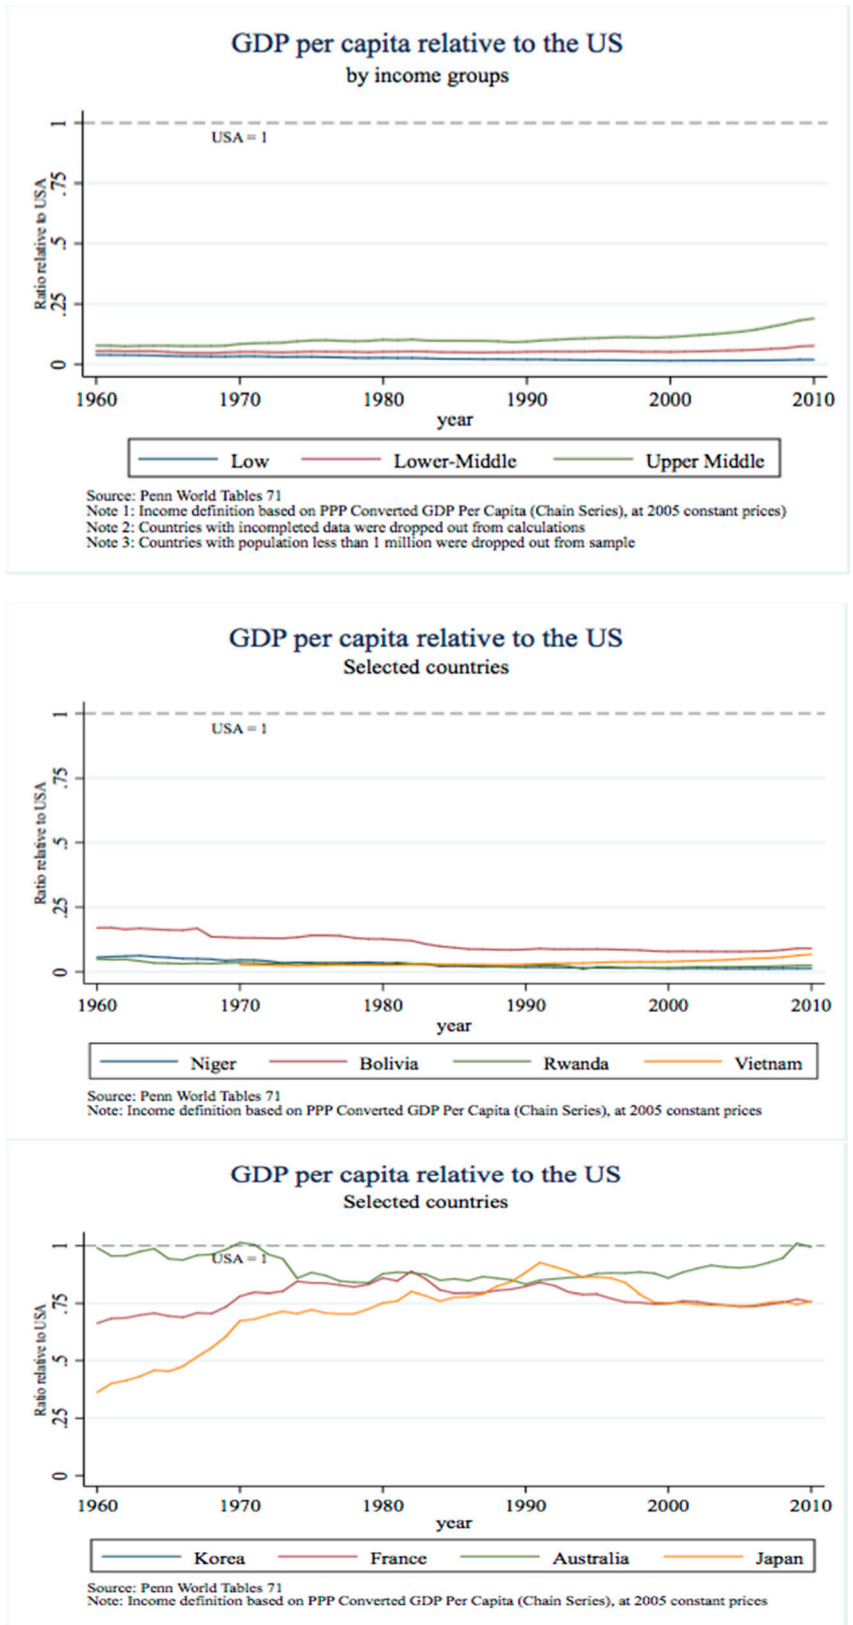 GDP per capita relative to the US
by income groups
1
USA = 1
.75
.5
.25
0
Ratio relative to USA
1960 1970 1980 1990 2000 2010
year
Low Lower-Middle Upper Middle
Source: Penn World Tables 71
Note 1: Income definition based on PPP Converted GDP Per Capita (Chain Series), at 2005 constant prices)
Note 2: Countries with incompleted data were dropped out from calculations
Note 3: Countries with population less than 1 million were dropped out from sample
GDP per capita relative to the US
Selected countries
1
USA = 1
.75
.5
.25
0
Ratio relative to USA
1960 1970 1980 1990 2000 2010
year
Niger Bolivia Rwanda Vietnam
Source: Penn World Tables 71
Note: Income definition based on PPP Converted GDP Per Capita (Chain Series), at 2005 constant prices
GDP per capita relative to the US
Selected countries
1
USA = 1
.75
.5
.25
0
Ratio relative to USA
1960 1970 1980 1990 2000 2010
year
Korea France Australia Japan
Source: Penn World Tables 71
Note: Income definition based on PPP Converted GDP Per Capita (Chain Series), at 2005 constant prices